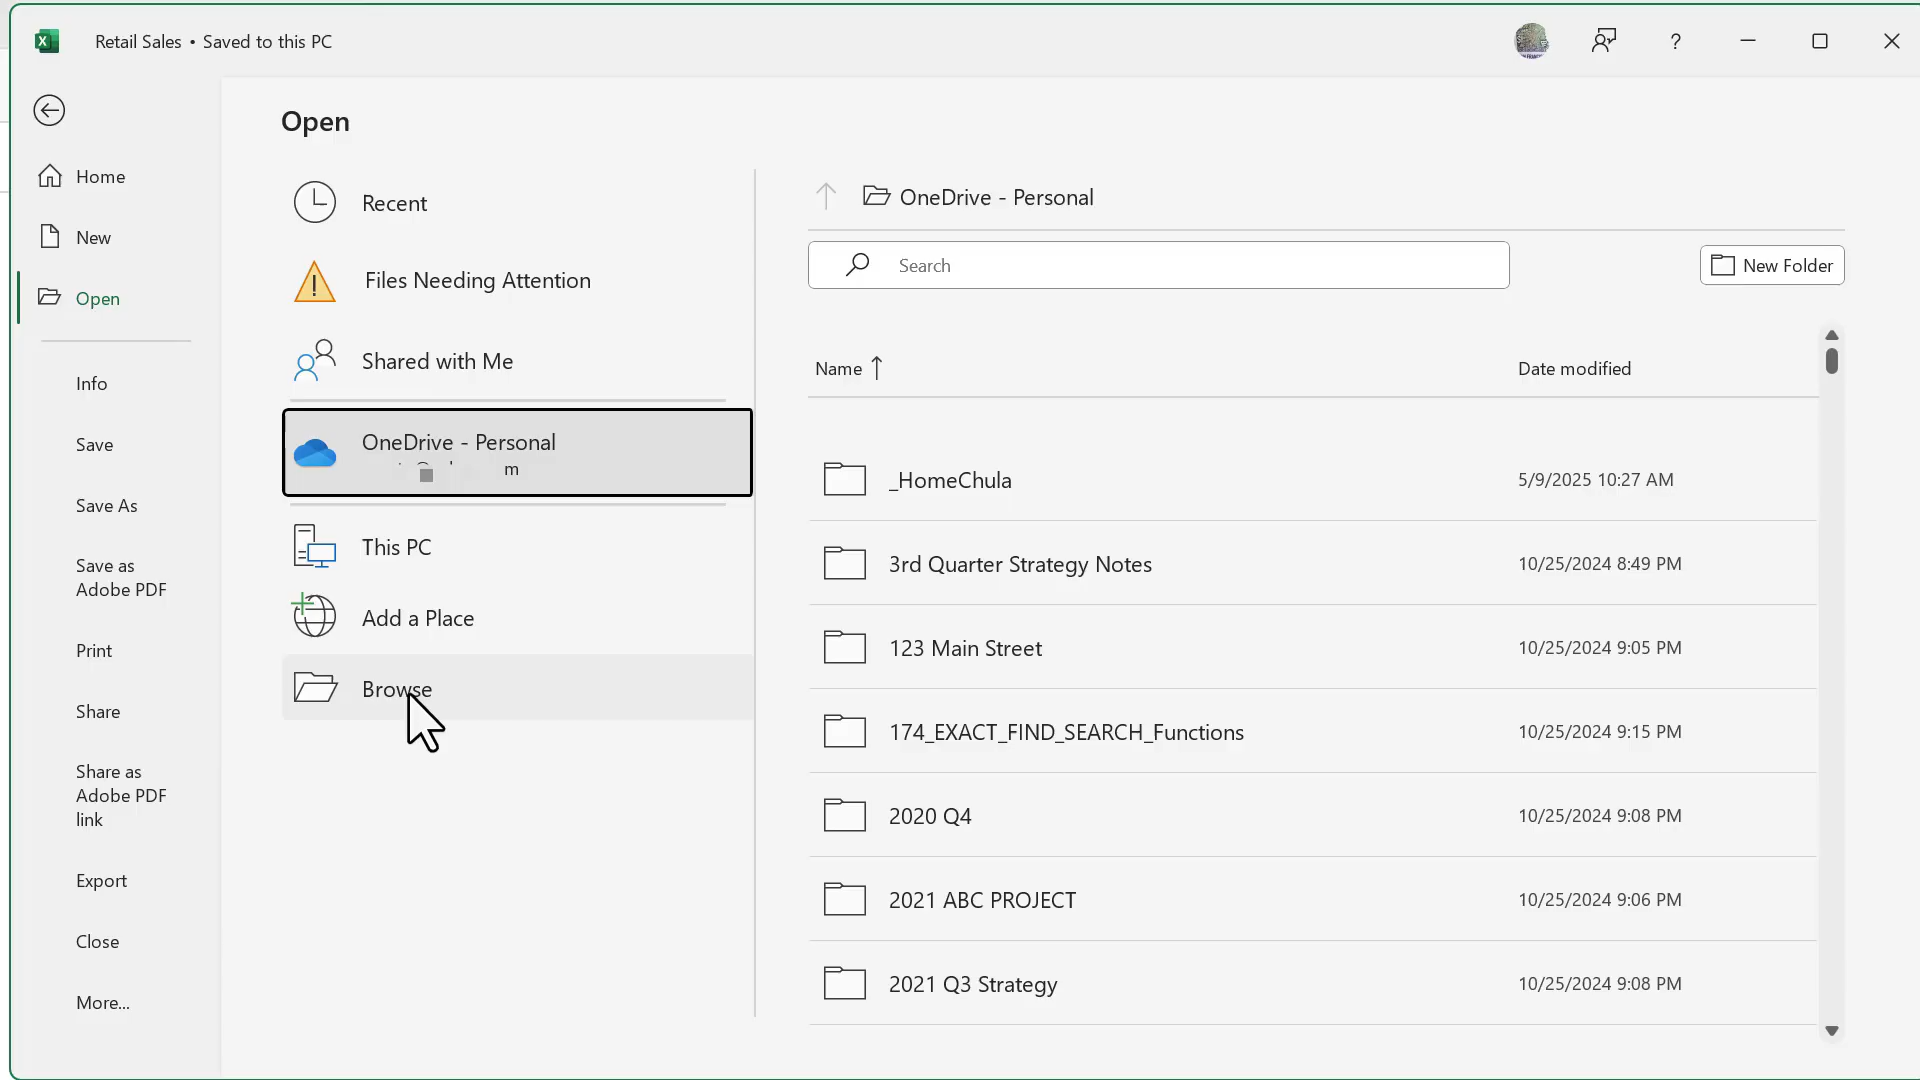 Retail Sales • Saved to this PC
?
Open
Home
New
Open
Info
Save
Save As
Save as
Adobe PDF
Print
Share
Share as
Adobe PDF
link
Export
Close
More...
Recent
Files Needing Attention
Shared with Me
OneDrive - Personal
m
This PC
Add a Place
Browse
OneDrive - Personal
Search
New Folder
Name Date modified
_HomeChula 5/9/2025 10:27 AM
3rd Quarter Strategy Notes 10/25/2024 8:49 PM
123 Main Street 10/25/2024 9:05 PM
174_EXACT_FIND_SEARCH_Functions 10/25/2024 9:15 PM
2020 Q4 10/25/2024 9:08 PM
2021 ABC PROJECT 10/25/2024 9:06 PM
2021 Q3 Strategy 10/25/2024 9:08 PM